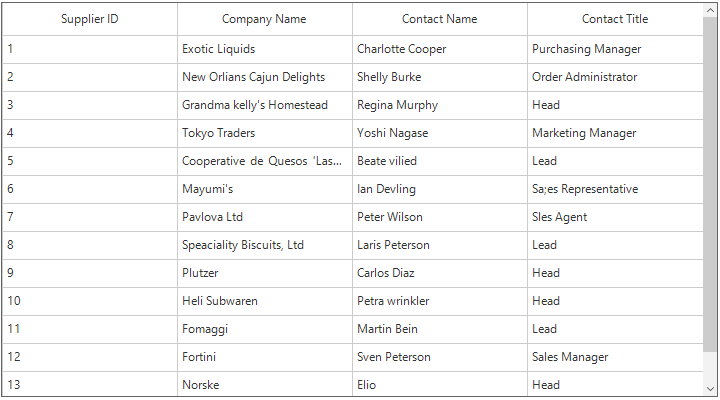 Supplier ID Company Name Contact Name Contact Title
1 Exotic Liquids Charlotte Cooper Purchasing Manager
2 New Orlians Cajun Delights Shelly Burke Order Administrator
3 Grandma kelly's Homestead Regina Murphy Head
4 Tokyo Traders Yoshi Nagase Marketing Manager
5 Cooperative de Quesos 'Las... Beate vilied Lead
6 Mayumi's Ian Devling Sa;es Representative
7 Pavlova Ltd Peter Wilson Sles Agent
8 Speaciality Biscuits, Ltd Laris Peterson Lead
9 Plutzer Carlos Diaz Head
10 Heli Subwaren Petra wrinkler Head
11 Fomaggi Martin Bein Lead
12 Fortini Sven Peterson Sales Manager
13 Norske Elio Head